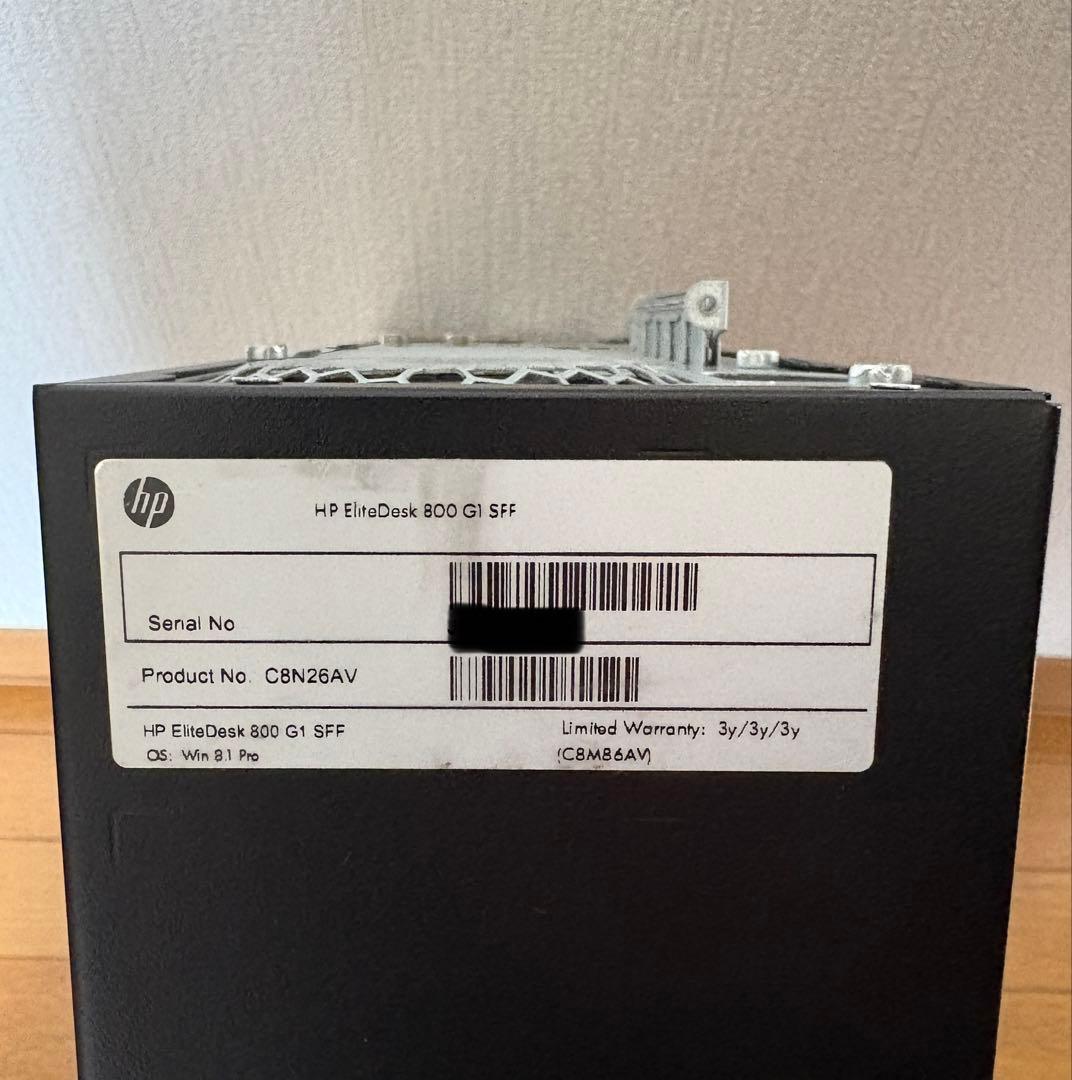 hp
HP EliteDesk 800 G1 SFF
Serial No
Product No. C8N26AV
HP EliteDesk 800 G1 SFF
Limited Warranty: 3y/3y/3y
OS: Win 8.1 Pro
(C8M86AV)